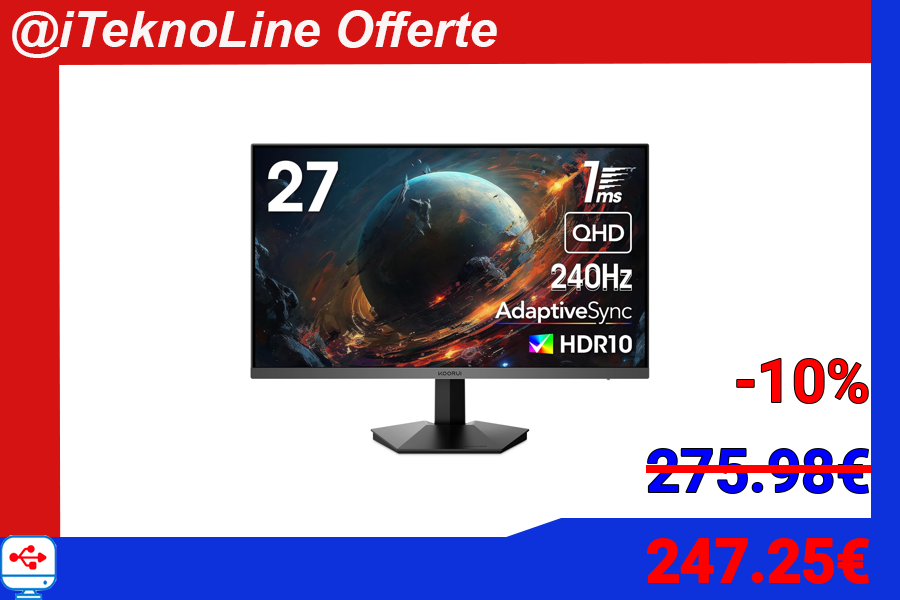 @iTeknoLine Offerte
27
1ms
QHD
240Hz
AdaptiveSync
HDR10
KOORUI
-10%
275.98€
247.25€